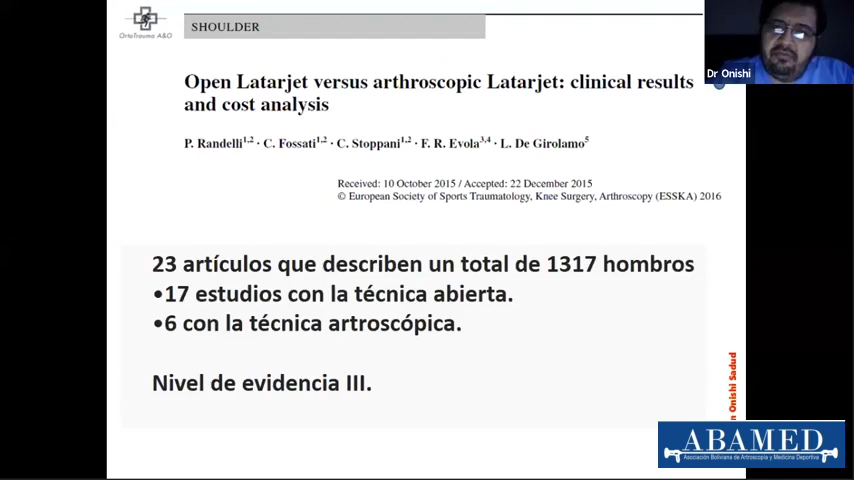 OrtoTrauma A&O
SHOULDER
Dr Onishi
Open Latarjet versus arthroscopic Latarjet: clinical results
and cost analysis
P. Randelli1,2 · C. Fossati1,2 · C. Stoppani1,2 · F. R. Evola3,4 · L. De Girolamo5
Received: 10 October 2015 / Accepted: 22 December 2015
© European Society of Sports Traumatology, Knee Surgery, Arthroscopy (ESSKA) 2016
23 artículos que describen un total de 1317 hombros
•17 estudios con la técnica abierta.
•6 con la técnica artroscópica.
Nivel de evidencia III.
n Onishi Sadud
ABAMED
Asociación Boliviana de Artroscopía y Medicina Deportiva